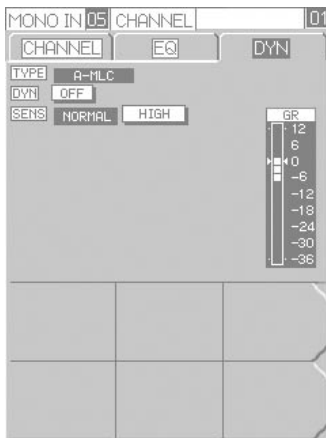 MONO IN 05 CHANNEL 01
CHANNEL EQ DYN
TYPE A-MLC
DYN OFF
SENS NORMAL HIGH
GR
12
6
0
-6
-12
-18
-24
-30
-36